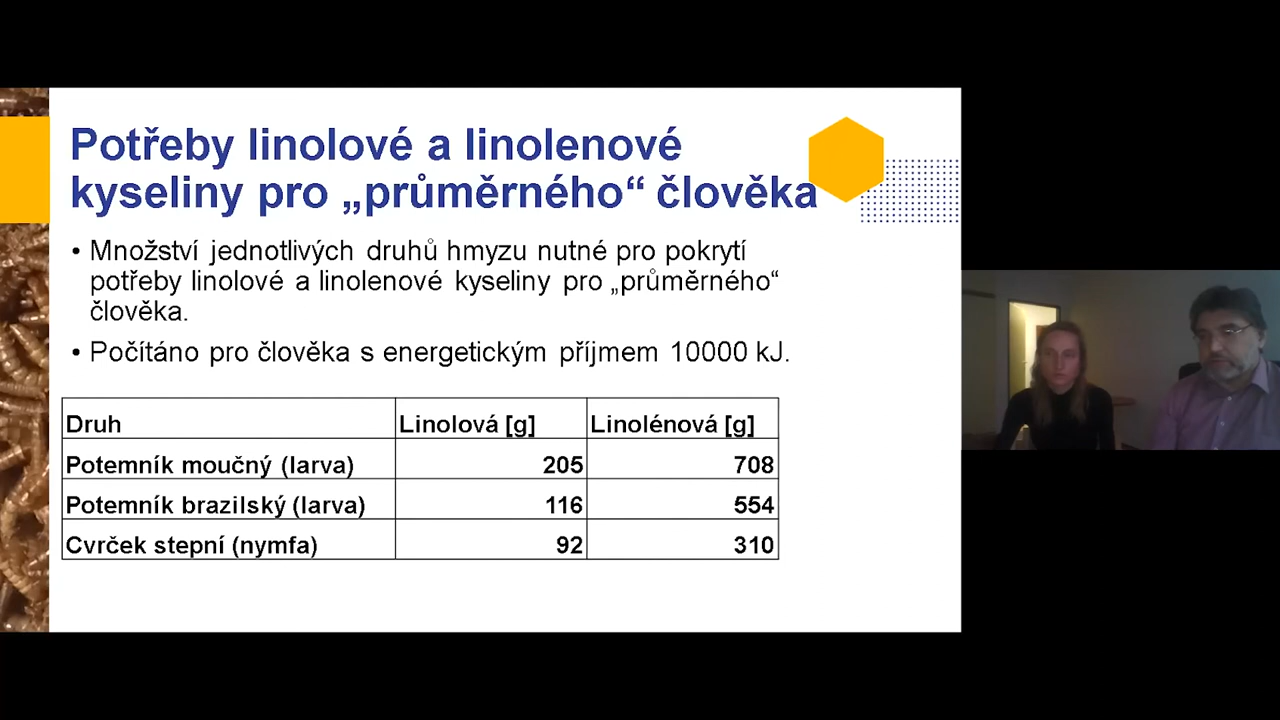 Potřeby linolové a linolenové
kyseliny pro „průměrného“ člověka
• Množství jednotlivých druhů hmyzu nutné pro pokrytí
potřeby linolové a linolenové kyseliny pro „průměrného“
člověka.
• Počítáno pro člověka s energetickým příjmem 10000 kJ.
Druh Linolová [g] Linolénová [g]
Potemník moučný (larva) 205 708
Potemník brazilský (larva) 116 554
Cvrček stepní (nymfa) 92 310